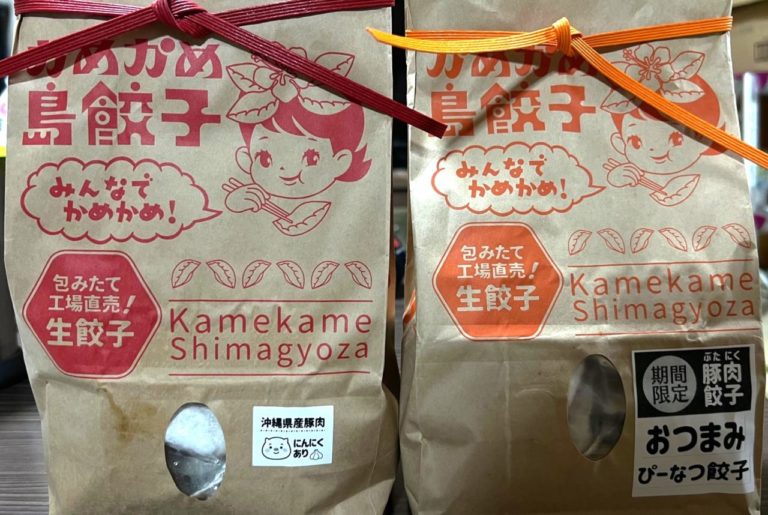 かめかめ
島餃子
みんなで
かめかめ!
包みたて
工場直売!
生餃子
Kamekame
Shimagyoza
沖縄県産豚肉
にんにく
あり
かめかめ
島餃子
みんなで
かめかめ!
包みたて
工場直売!
生餃子
Kamekame
Shimagyoza
期間
限定
ぶた にく
豚肉
餃子
おつまみ
ぴーなつ餃子